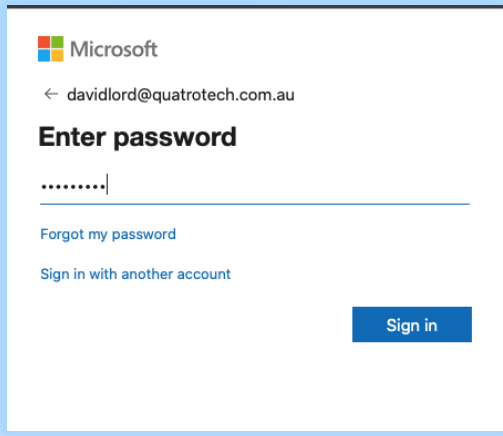 Microsoft
← davidlord@quatrotech.com.au
Enter password
•••••••••
Forgot my password
Sign in with another account
Sign in